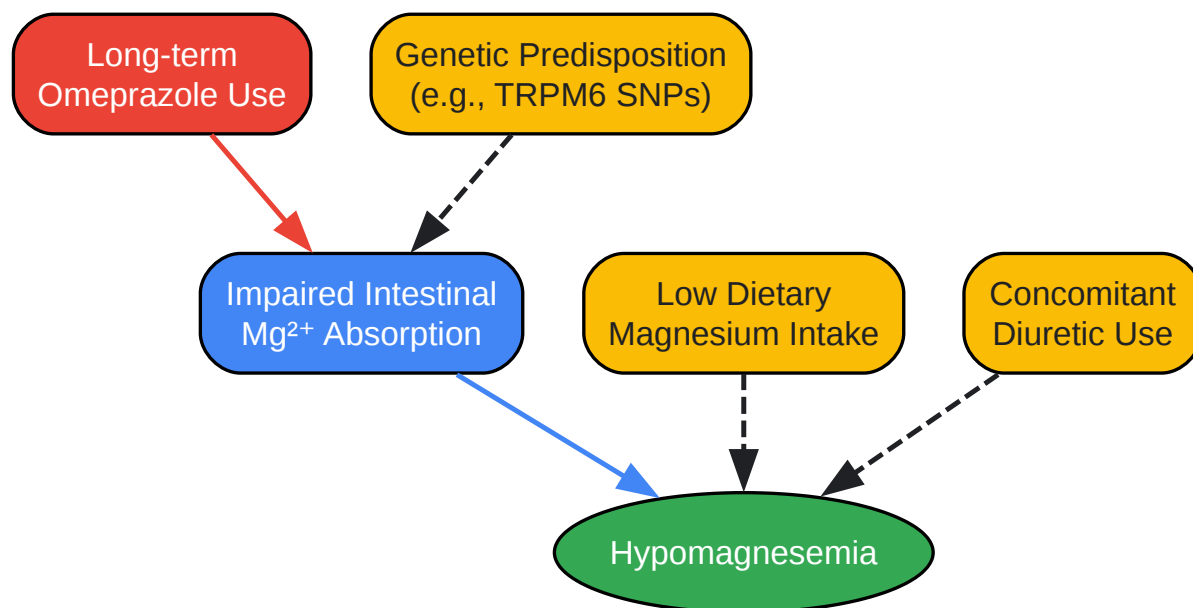 Long-term
Omeprazole Use
Genetic Predisposition
(e.g., TRPM6 SNPs)
Impaired Intestinal
Mg²⁺ Absorption
Low Dietary
Magnesium Intake
Concomitant
Diuretic Use
Hypomagnesemia